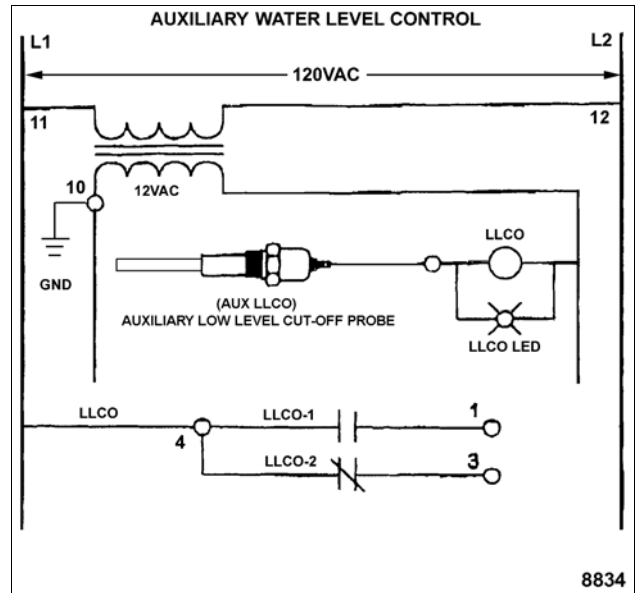 AUXILIARY WATER LEVEL CONTROL
L1
L2
120VAC
11
12
10
12VAC
GND
LLCO
(AUX LLCO)
AUXILIARY LOW LEVEL CUT-OFF PROBE
LLCO LED
LLCO
LLCO-1
1
4
LLCO-2
3
8834